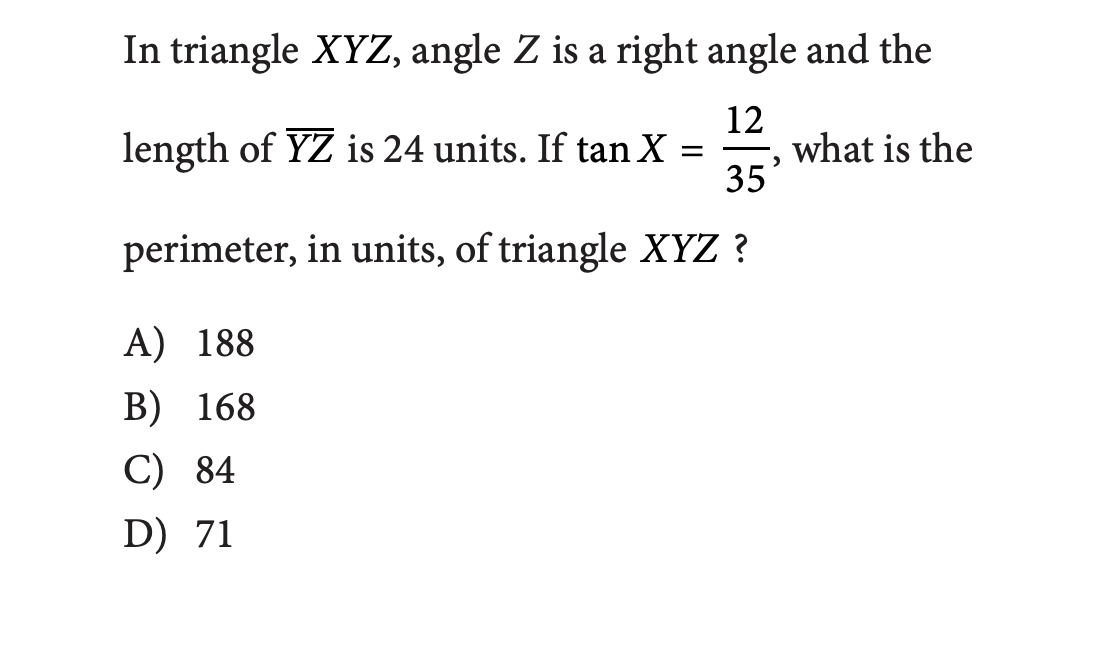 In triangle XYZ, angle Z is a right angle and the
length of Y͞Z͞ is 24 units. If tan X = 12/35, what is the
perimeter, in units, of triangle XYZ ?
A) 188
B) 168
C) 84
D) 71